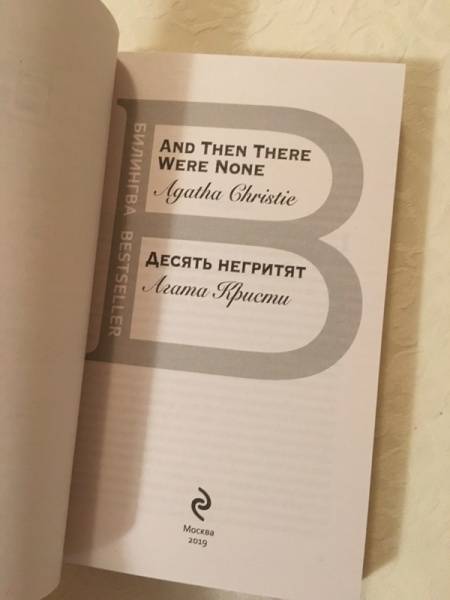 БИЛИНГВА BESTSELLER
AND THEN THERE
WERE NONE
Agatha Christie
ДЕСЯТЬ НЕГРИТЯТ
Агата Кристи
Москва
2019